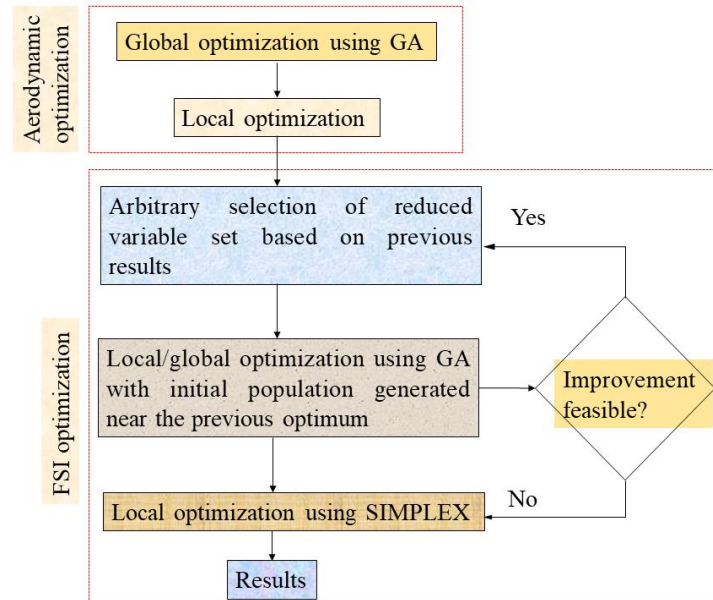 Aerodynamic
optimization
Global optimization using GA
Local optimization
FSI optimization
Arbitrary selection of reduced
variable set based on previous
results
Yes
Local/global optimization using GA
with initial population generated
near the previous optimum
Improvement
feasible?
No
Local optimization using SIMPLEX
Results